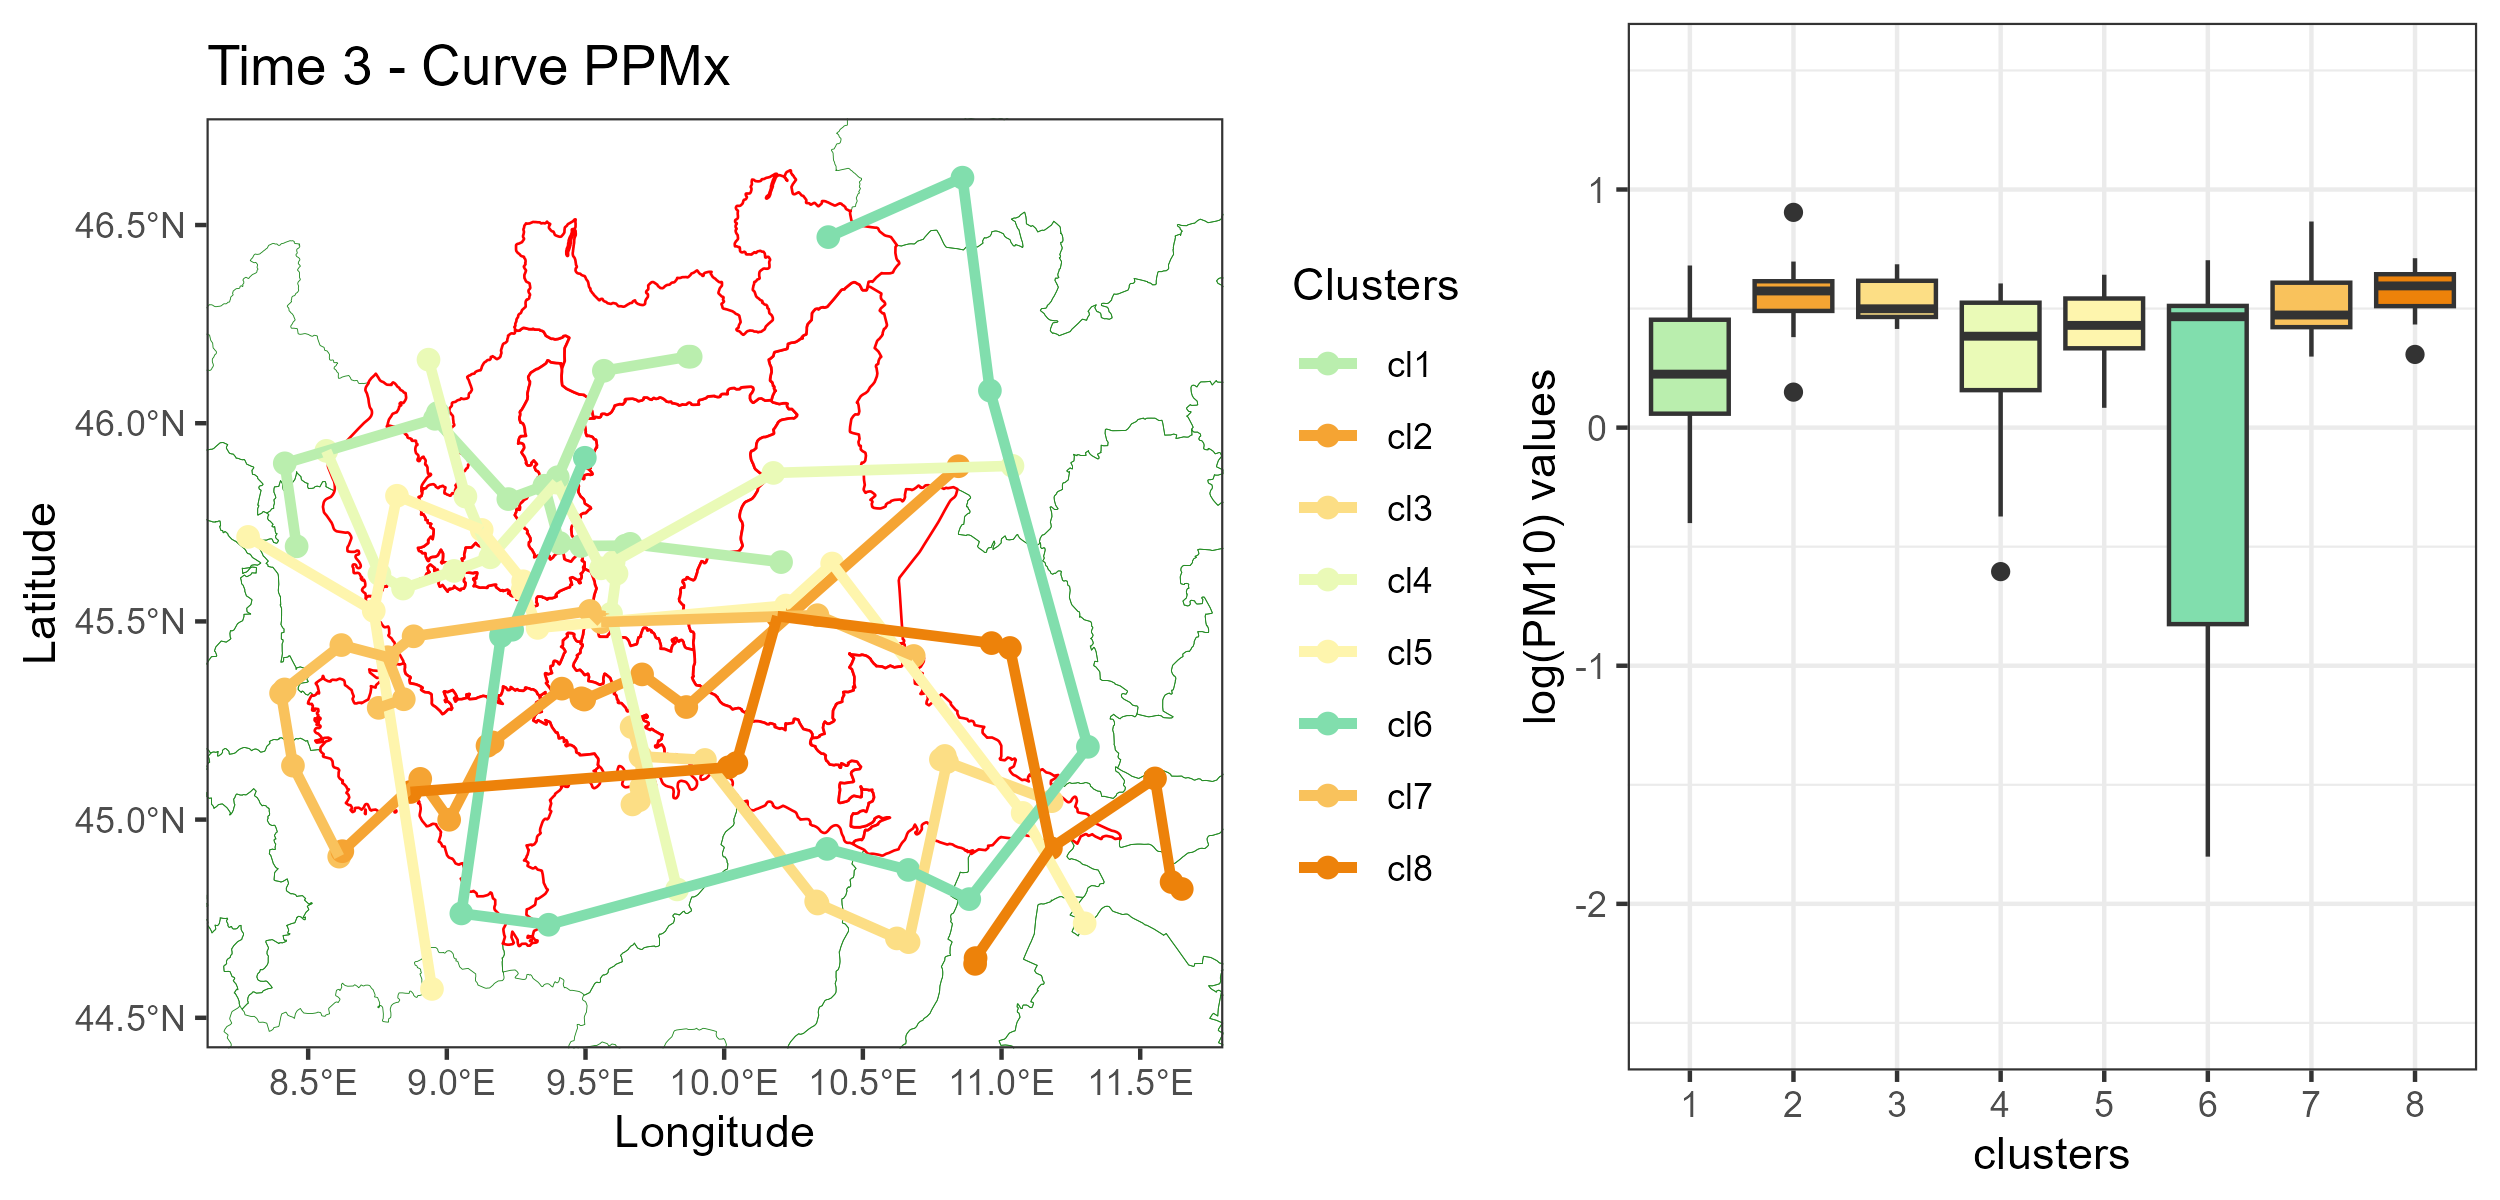 Time 3 - Curve PPMx
46.5°N
46.0°N
45.5°N
45.0°N
44.5°N
Latitude
8.5°E 9.0°E 9.5°E 10.0°E 10.5°E 11.0°E 11.5°E
Longitude
Clusters
cl1
cl2
cl3
cl4
cl5
cl6
cl7
cl8
1
0
-1
-2
log(PM10) values
1 2 3 4 5 6 7 8
clusters